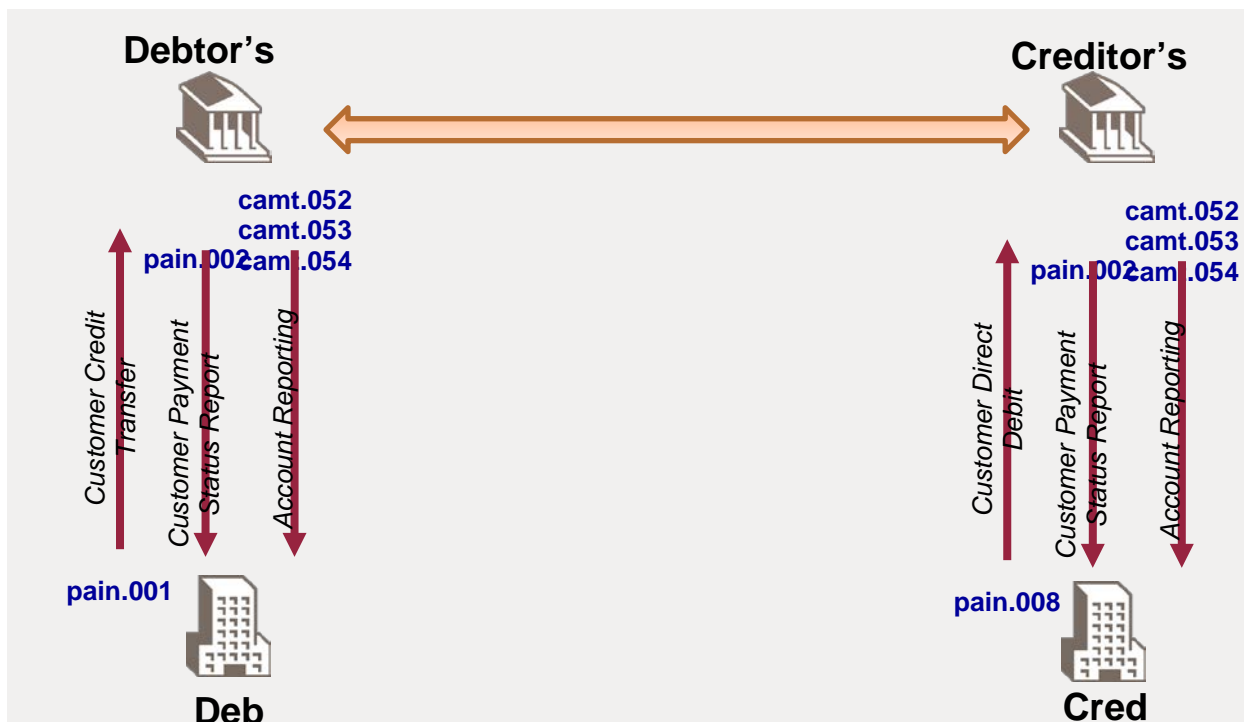 Debtor's
Creditor's
camt.052
camt.053
camt.054
pain.002
Customer Credit
Transfer
Customer Payment
Status Report
Account Reporting
pain.001
Deb
camt.052
camt.053
camt.054
pain.002
Customer Direct
Debit
Customer Payment
Status Report
Account Reporting
pain.008
Cred